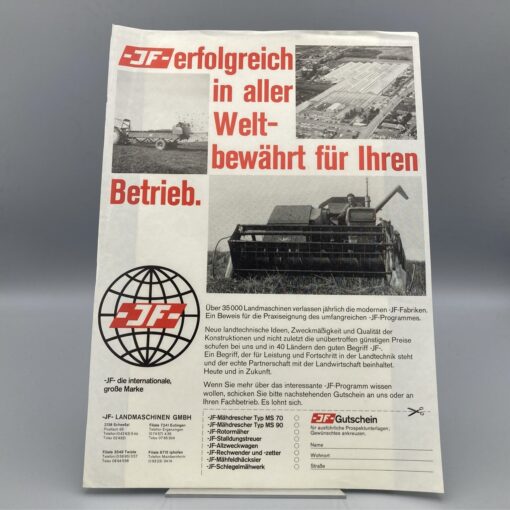 -JF- erfolgreich
in aller
Welt-
bewährt für Ihren
Betrieb.
-JF-
-JF- die internationale,
große Marke
Über 35000 Landmaschinen verlassen jährlich die modernen -JF-Fabriken.
Ein Beweis für die Praxiseignung des umfangreichen -JF-Programmes.
Neue landtechnische Ideen, Zweckmäßigkeit und Qualität der
Konstruktionen und nicht zuletzt die unübertroffen günstigen Preise
schufen bei uns und in 40 Ländern den guten Begriff -JF-.
Ein Begriff, der für Leistung und Fortschritt in der Landtechnik steht
und der echte Partnerschaft mit der Landwirtschaft beinhaltet.
Heute und in Zukunft.
Wenn Sie mehr über das interessante -JF-Programm wissen
wollen, schicken Sie bitte nachstehenden Gutschein an uns oder an
Ihren Fachbetrieb. Es lohnt sich.
-JF- LANDMASCHINEN GMBH
-JF-Mähdrescher Typ MS 70
-JF-Mähdrescher Typ MS 90
-JF-Rotormäher
-JF-Stalldungstreuer
-JF-Allzweckwagen
-JF-Rechwender und -zetter
-JF-Mähfeldhäcksler
-JF-Schlegelmähwerk
-JF- Gutschein
für ausführliche Prospektunterlagen.
Gewünschtes ankreuzen.
Name
Wohnort
Straße